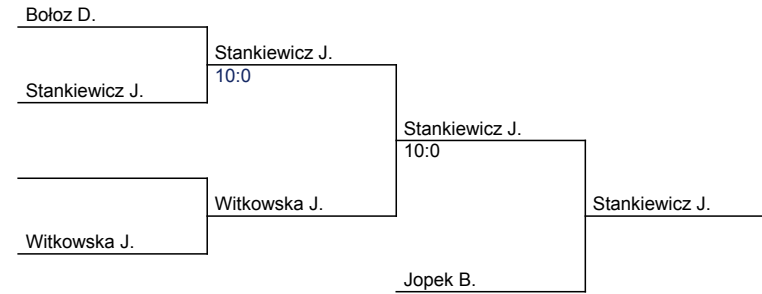 Bołoz D.
Stankiewicz J.
10:0
Stankiewicz J.
Stankiewicz J.
10:0
Witkowska J.
Stankiewicz J.
Witkowska J.
Jopek B.